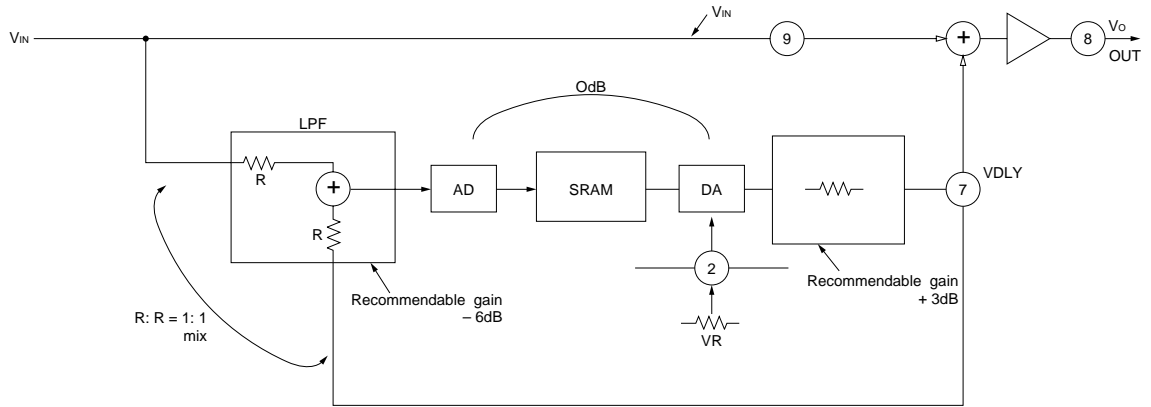 VIN
VIN
9
+
8
VO
OUT
OdB
LPF
R
+
R
AD
SRAM
DA
7
VDLY
2
VR
Recommendable gain
– 6dB
Recommendable gain
+ 3dB
R: R = 1: 1
mix